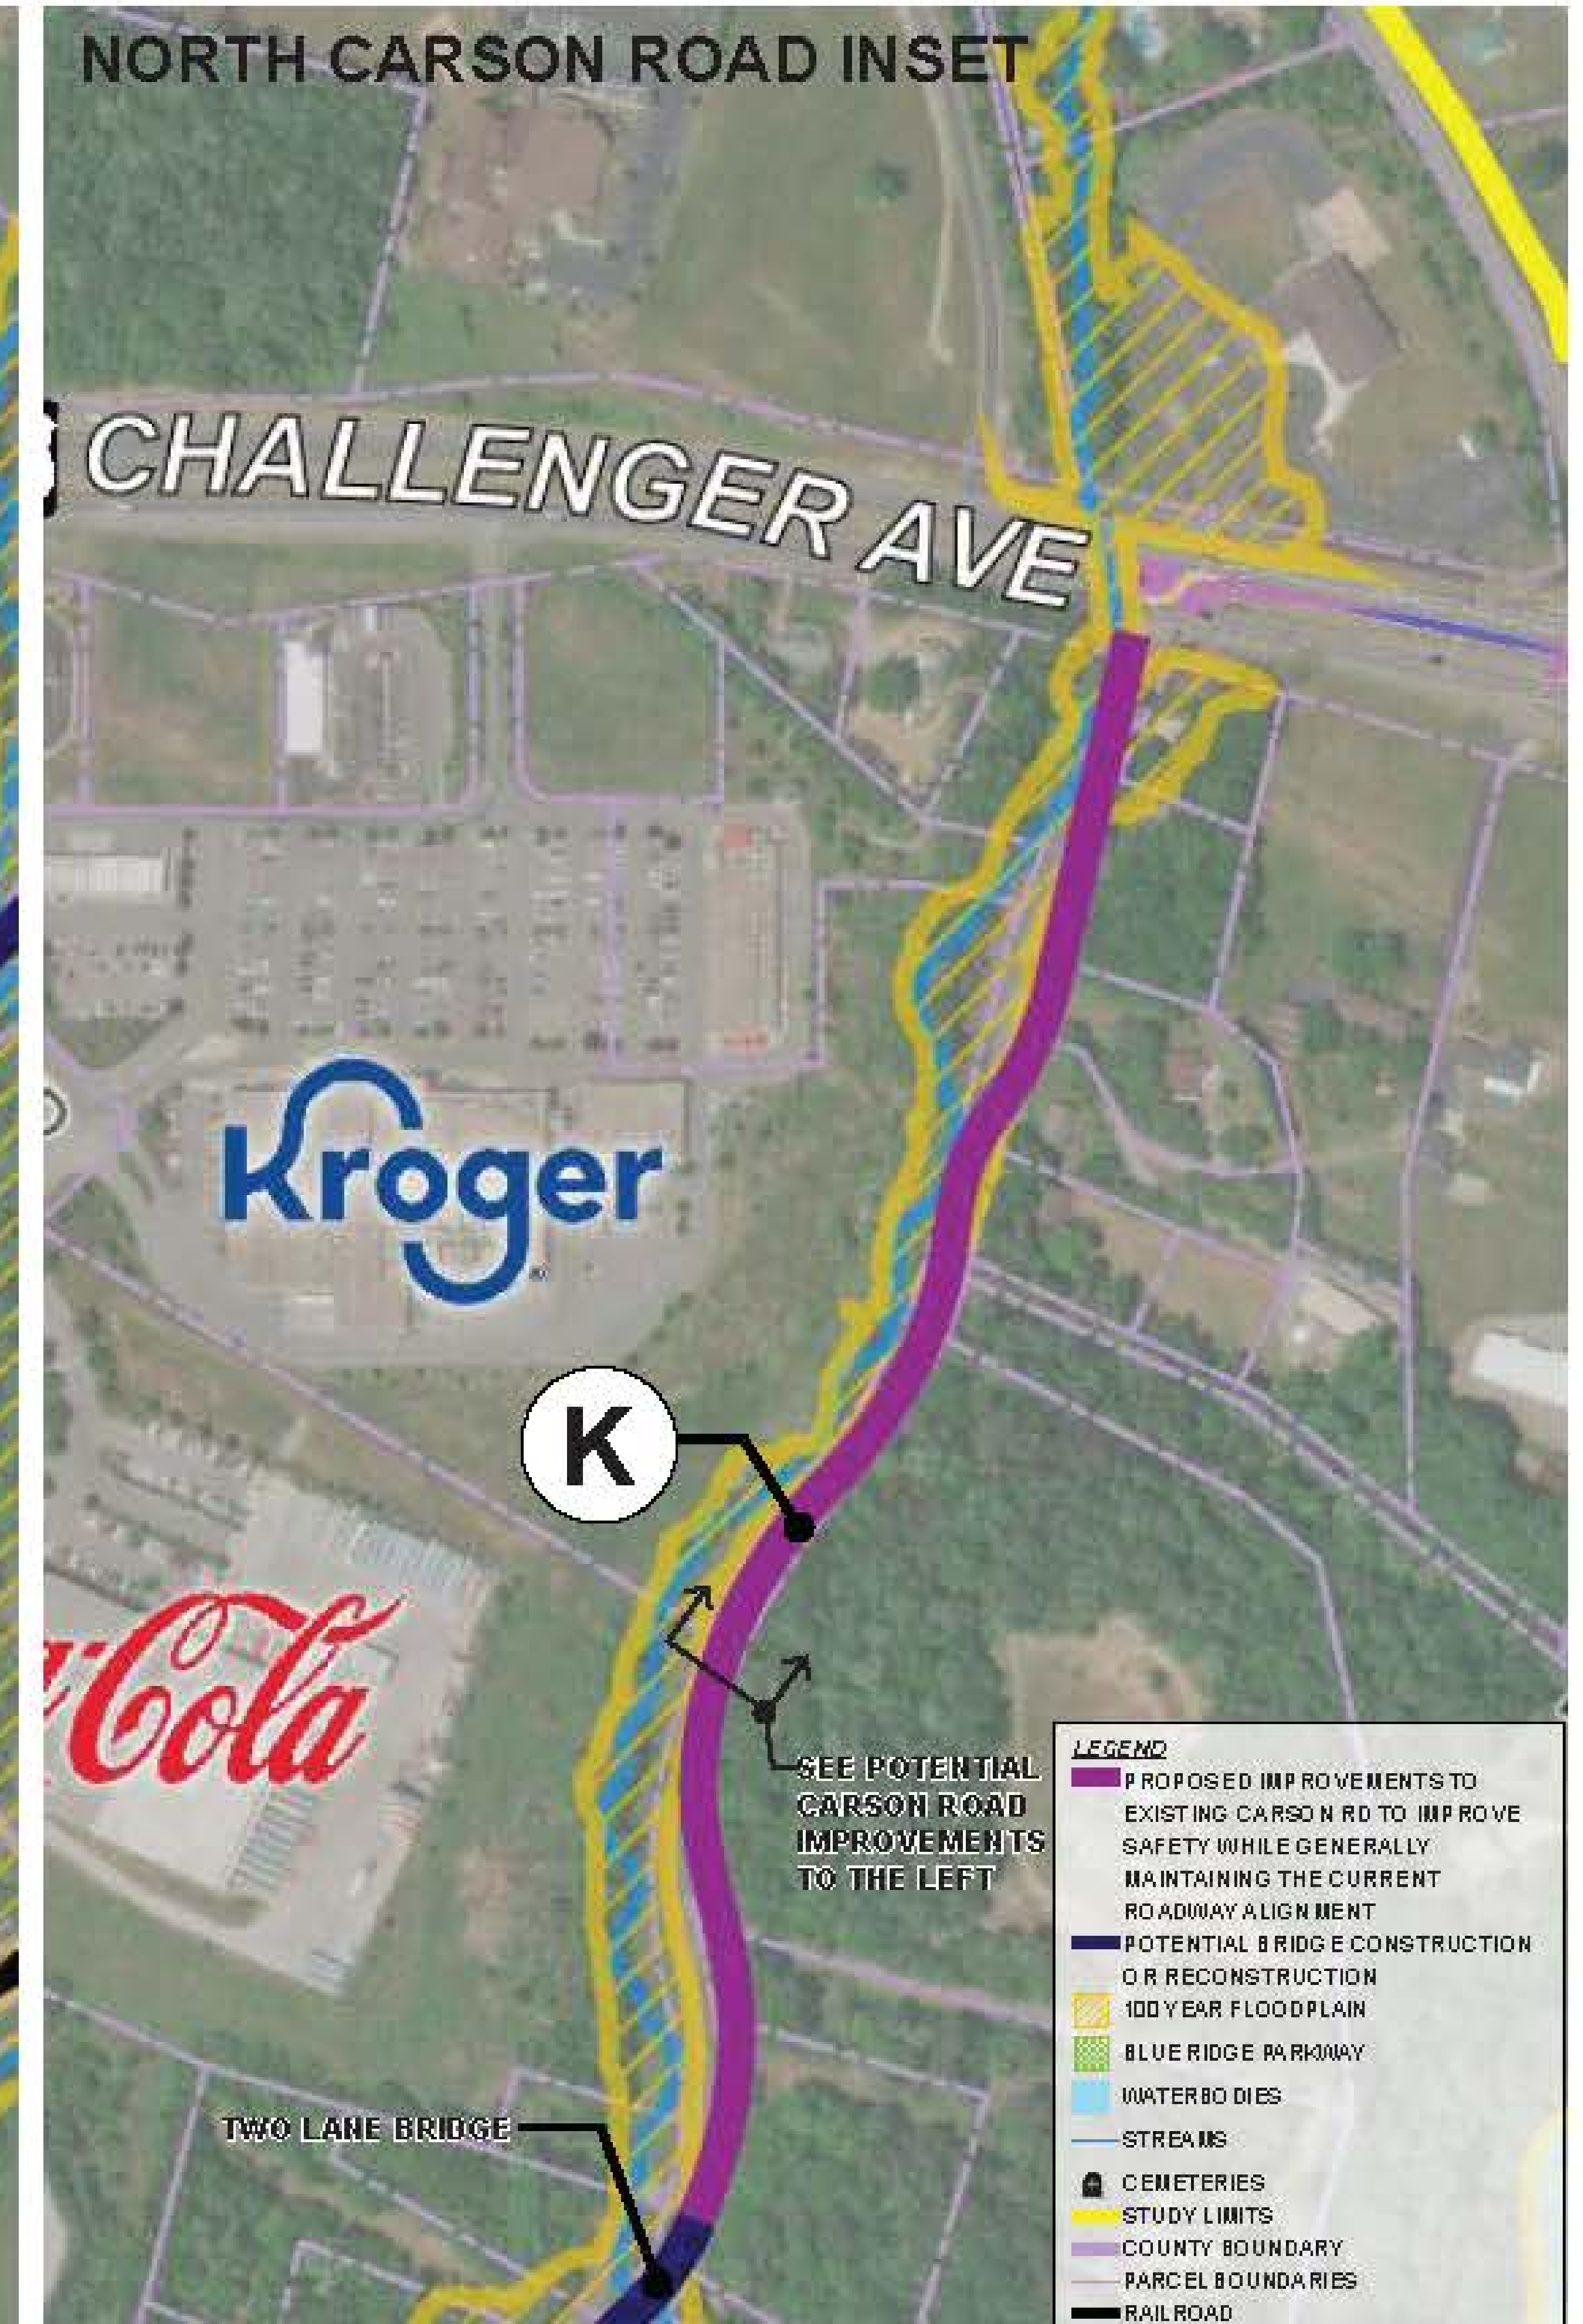 NORTH CARSON ROAD INSET
CHALLENGER AVE
Kroger
K
Cola
SEE POTENTIAL
CARSON ROAD
IMPROVEMENTS
TO THE LEFT
TWO LANE BRIDGE
LEGEND
PROPOSED IMPROVEMENTS TO
EXISTING CARSON RD TO IMPROVE
SAFETY WHILE GENERALLY
MAINTAINING THE CURRENT
ROADWAY ALIGNMENT
POTENTIAL BRIDGE CONSTRUCTION
OR RECONSTRUCTION
100 YEAR FLOODPLAIN
BLUE RIDGE PARKWAY
WATERBODIES
STREAMS
CEMETERIES
STUDY LIMITS
COUNTY BOUNDARY
PARCEL BOUNDARIES
RAILROAD